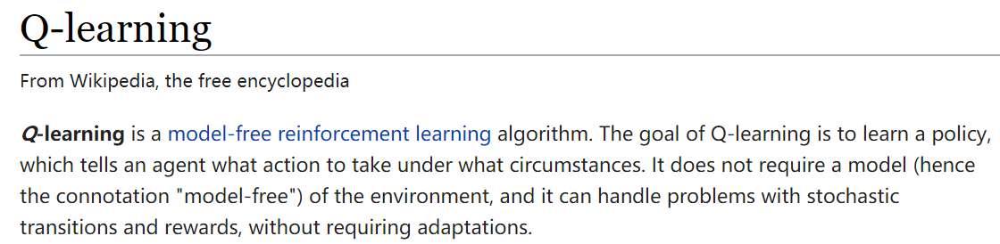 Q-learning
From Wikipedia, the free encyclopedia
Q-learning is a model-free reinforcement learning algorithm. The goal of Q-learning is to learn a policy,
which tells an agent what action to take under what circumstances. It does not require a model (hence
the connotation "model-free") of the environment, and it can handle problems with stochastic
transitions and rewards, without requiring adaptations.